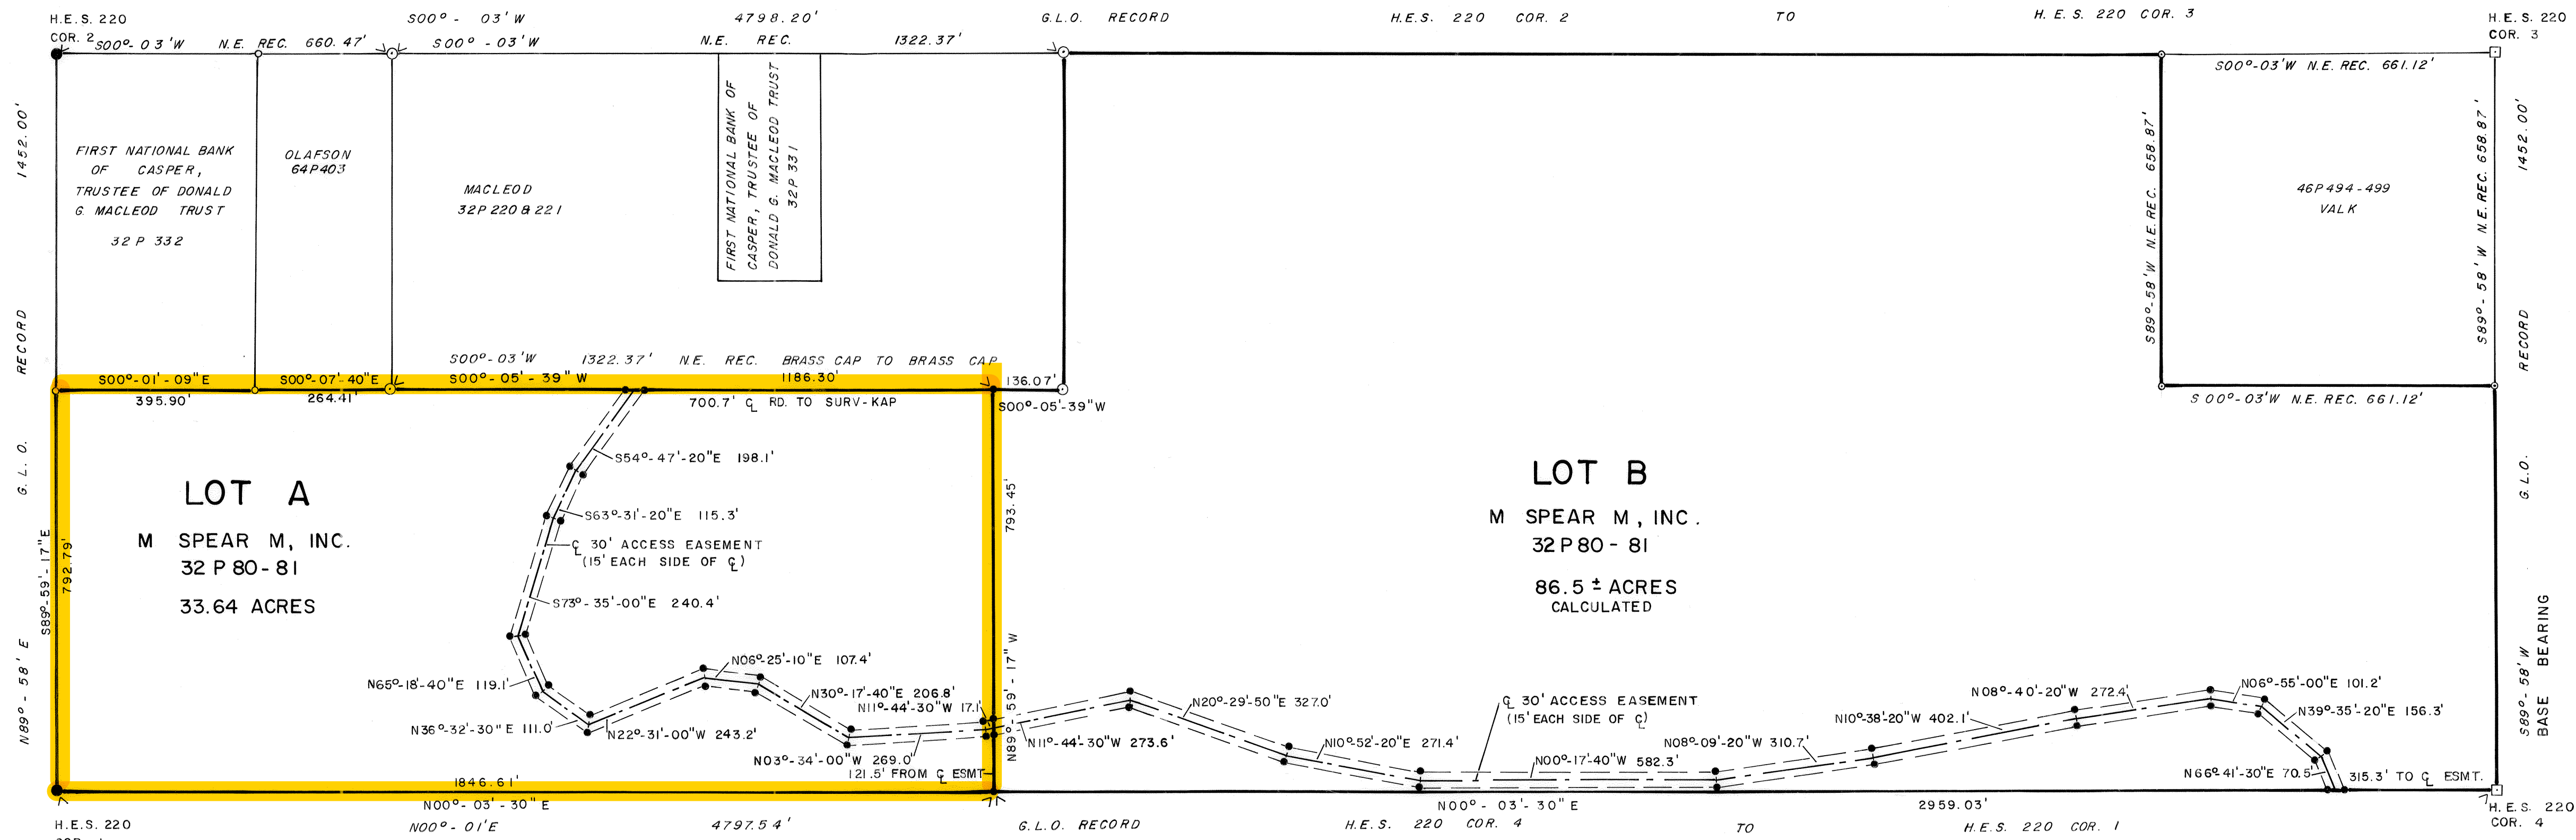 H.E.S. 220
COR. 2
S00°- 03'W 4798.20' G.L.O. RECORD H.E.S. 220 COR. 2 TO H.E.S. 220 COR. 3
H.E.S. 220
COR. 3
S00°-03'W N.E. REC. 660.47'
S00°-03'W N.E. REC. 1322.37'
S00°-03'W N.E. REC. 661.12'
N89°-58' E G.L.O. RECORD 1452.00'
FIRST NATIONAL BANK
OF CASPER,
TRUSTEE OF DONALD
G. MACLEOD TRUST
32 P 332
OLAFSON
64P403
MACLEOD
32P 220 & 221
FIRST NATIONAL BANK OF
CASPER, TRUSTEE OF
DONALD G. MACLEOD TRUST
32P 331
S89°-58'W N.E. REC. 658.87'
46P494-499
VALK
S89°-58'W N.E. REC. 658.87'
S89°-58'W G.L.O. RECORD 1452.00'
BASE BEARING
S00°-03'W 1322.37' N.E. REC. BRASS CAP TO BRASS CAP
S00°-01'-09"E
395.90'
S00°-07'-40"E
264.41'
S00°-05'-39"W 1186.30'
700.7' ℄ RD. TO SURV-KAP
136.07'
S00°-05'-39"W
S00°-03'W N.E. REC. 661.12'
S89°-59'-17"E
792.79'
LOT A
M SPEAR M, INC.
32 P 80-81
33.64 ACRES
S54°-47'-20"E 198.1'
S63°-31'-20"E 115.3'
℄ 30' ACCESS EASEMENT
(15' EACH SIDE OF ℄)
S73°-35'-00"E 240.4'
N65°-18'-40"E 119.1'
N36°-32'-30"E 111.0'
N22°-31'-00"W 243.2'
N06°-25'-10"E 107.4'
N30°-17'-40"E 206.8'
N11°-44'-30"W 17.1'
N03°-34'-00"W 269.0'
121.5' FROM ℄ ESMT
N89°-59'-17"W 793.45'
LOT B
M SPEAR M, INC.
32 P 80-81
86.5 ± ACRES
CALCULATED
N11°-44'-30"W 273.6'
N20°-29'-50"E 327.0'
N10°-52'-20"E 271.4'
℄ 30' ACCESS EASEMENT
(15' EACH SIDE OF ℄)
N00°-17'-40"W 582.3'
N08°-09'-20"W 310.7'
N10°-38'-20"W 402.1'
N08°-40'-20"W 272.4'
N06°-55'-00"E 101.2'
N39°-35'-20"E 156.3'
N66°-41'-30"E 70.5'
315.3' TO ℄ ESMT.
1846.61'
N00°-03'-30"E
N00°-03'-30"E 2959.03'
H.E.S. 220
N00°-01'E 4797.54' G.L.O. RECORD H.E.S. 220 COR. 4 TO H.E.S. 220 COR. 1
H.E.S. 220
COR. 4